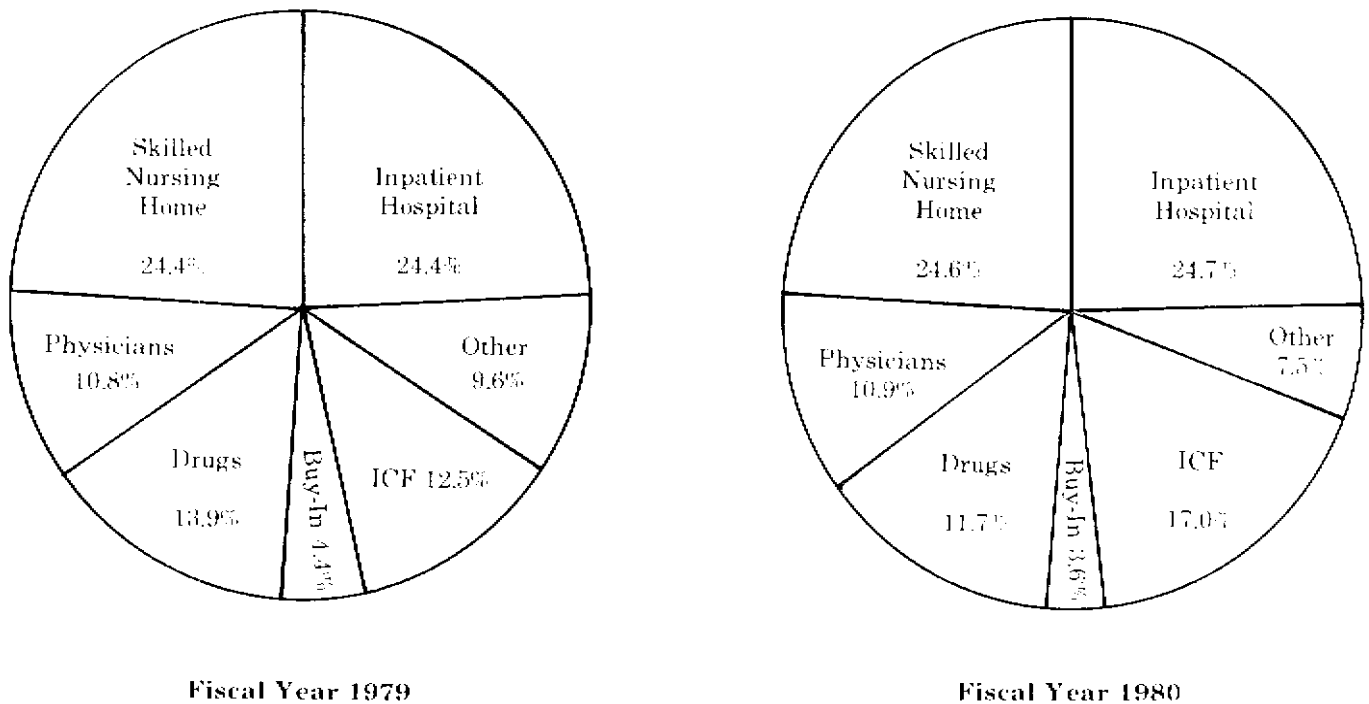 Skilled
Nursing
Home
24.4%
Inpatient
Hospital
24.4%
Physicians
10.8%
Other
9.6%
Drugs
13.9%
Buy-In 4.4%
ICF 12.5%
Fiscal Year 1979
Skilled
Nursing
Home
24.6%
Inpatient
Hospital
24.7%
Physicians
10.9%
Other
7.5%
Drugs
11.7%
Buy-In 3.6%
ICF
17.0%
Fiscal Year 1980